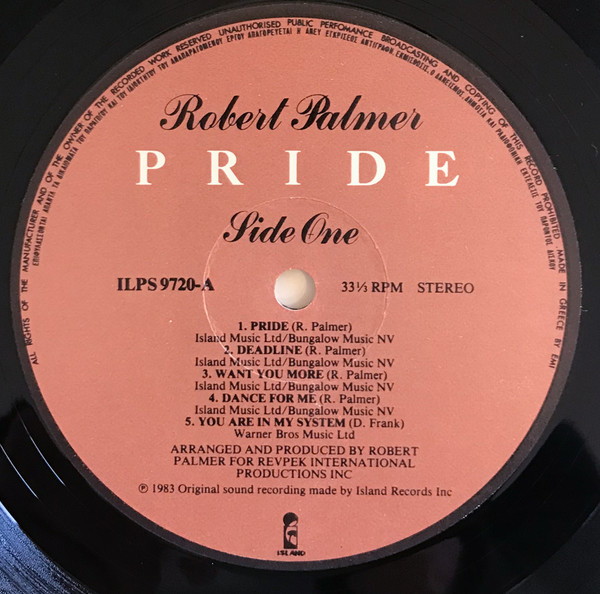 ALL RIGHTS OF THE MANUFACTURER AND OF THE OWNER OF THE RECORDED WORK RESERVED UNAUTHORISED PUBLIC PERFOMANCE BROADCASTING AND COPYING OF THIS RECORD PROHIBITED. MADE IN GREECE BY EMI
Robert Palmer
PRIDE
Side One
ILPS 9720-A 33⅓ RPM STEREO
1. PRIDE (R. Palmer)
Island Music Ltd/Bungalow Music NV
2. DEADLINE (R. Palmer)
Island Music Ltd/Bungalow Music NV
3. WANT YOU MORE (R. Palmer)
Island Music Ltd/Bungalow Music NV
4. DANCE FOR ME (R. Palmer)
Island Music Ltd/Bungalow Music NV
5. YOU ARE IN MY SYSTEM (D. Frank)
Warner Bros Music Ltd
ARRANGED AND PRODUCED BY ROBERT
PALMER FOR REVPEK INTERNATIONAL
PRODUCTIONS INC
℗ 1983 Original sound recording made by Island Records Inc
ISLAND